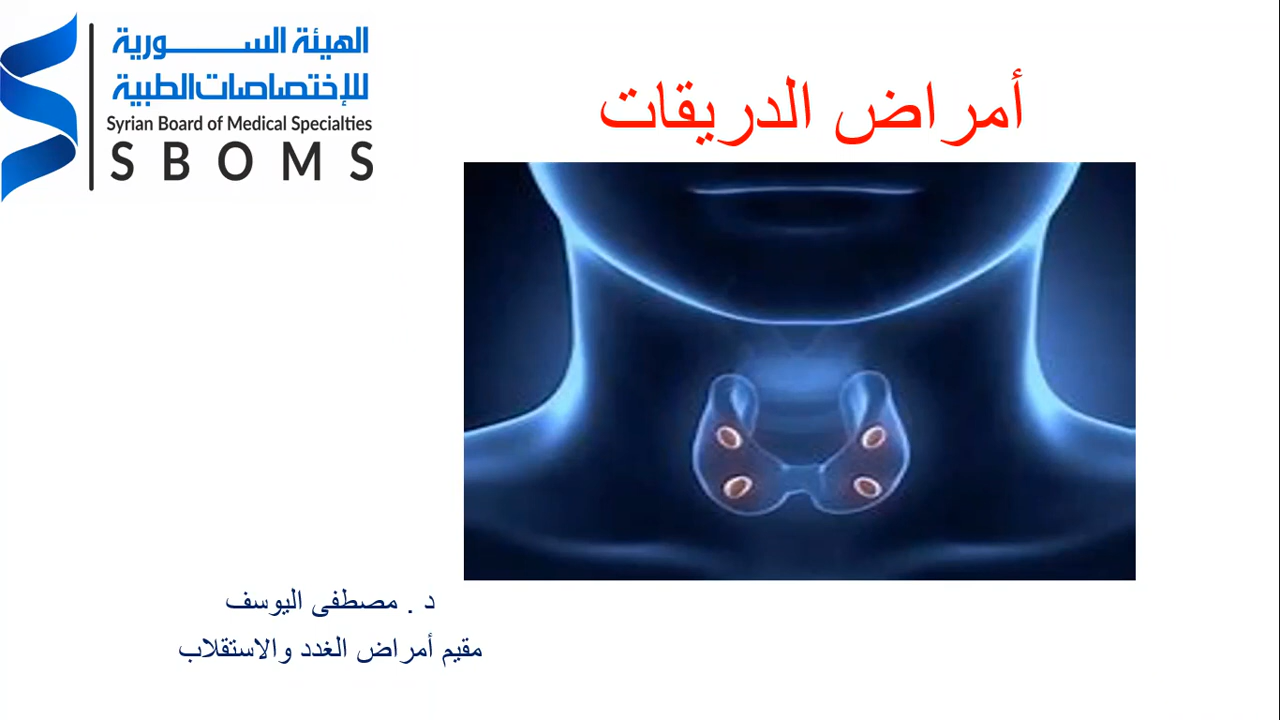 الهيئة السورية
للإختصاصات الطبية
Syrian Board of Medical Specialties
SBOMS
أمراض الدريقات
د . مصطفى اليوسف
مقيم أمراض الغدد والاستقلاب